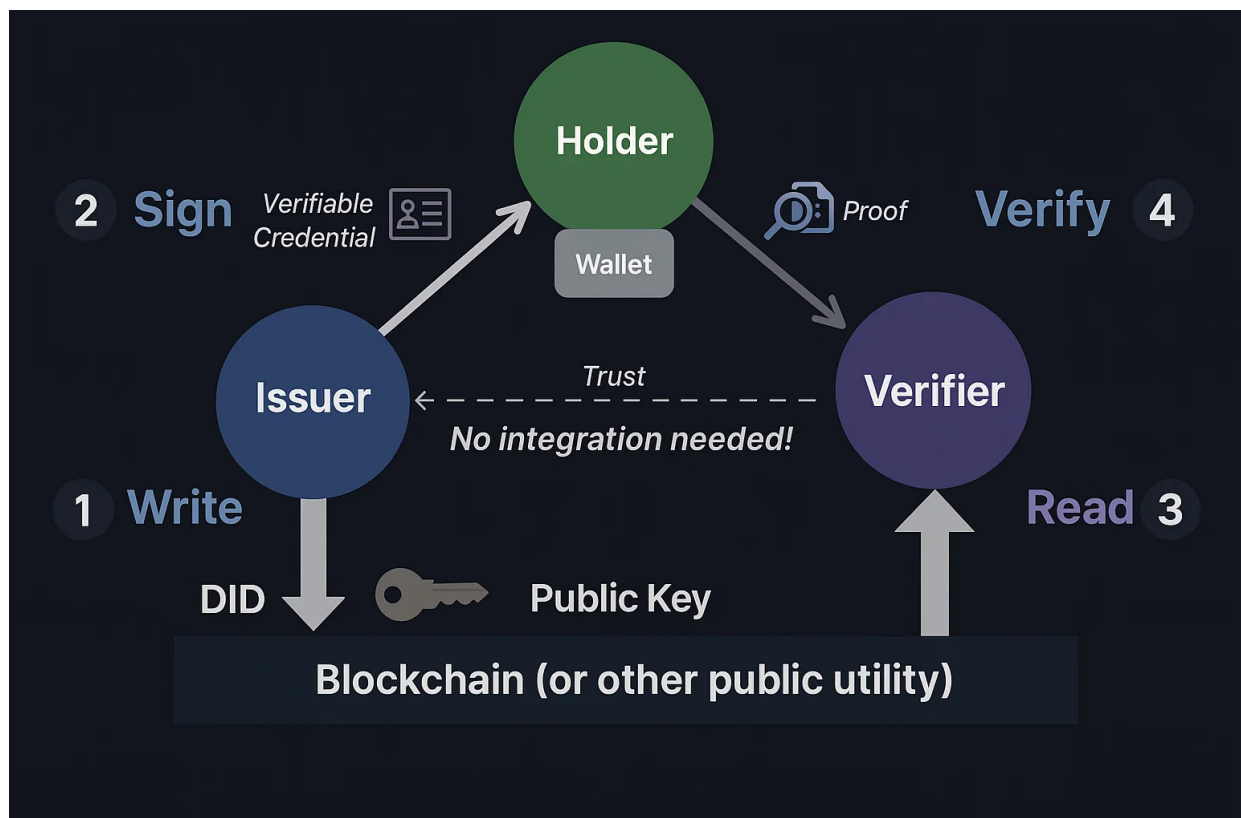 Holder
2 Sign
Verifiable
Credential
Proof
Verify 4
Wallet
Issuer
Trust
Verifier
No integration needed!
1 Write
Read 3
DID
Public Key
Blockchain (or other public utility)